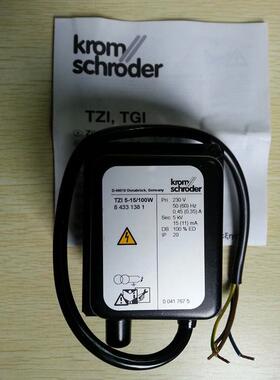 krom
schroder
TZI, TGI
krom
schroder
D-49018 Osnabrück, Germany
TZI 5-15/100W
8 433 138 1
Pri: 230 V
50 (60) Hz
0,45 (0,35) A
Sec: 5 kV
15 (11) mA
DB 100 % ED
IP 20
0 041 767 5